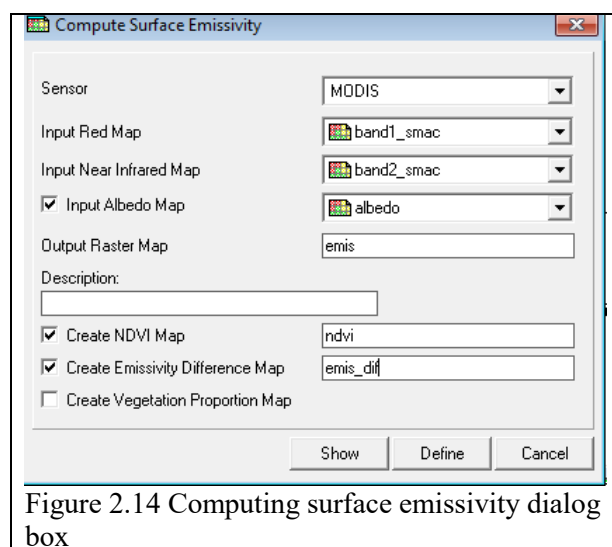 Compute Surface Emissivity
Sensor MODIS
Input Red Map band1_smac
Input Near Infrared Map band2_smac
Input Albedo Map albedo
Output Raster Map emis
Description:
Create NDVI Map ndvi
Create Emissivity Difference Map emis_dif
Create Vegetation Proportion Map
Show Define Cancel
Figure 2.14 Computing surface emissivity dialog
box